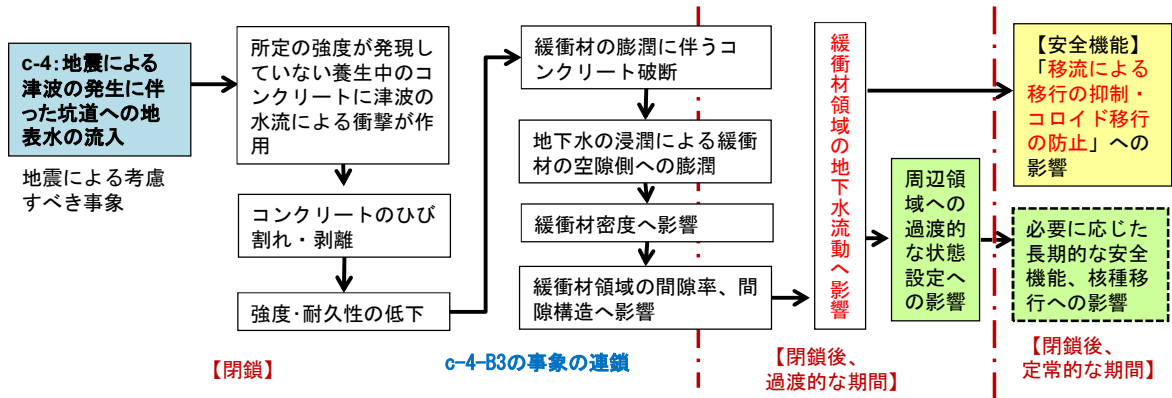 c-4:地震による
津波の発生に伴
った坑道への地
表水の流入
地震による考慮
すべき事象
所定の強度が発現し
ていない養生中のコ
ンクリートに津波の
水流による衝撃が作
用
コンクリートのひび
割れ・剥離
強度・耐久性の低下
緩衝材の膨潤に伴うコ
ンクリート破断
地下水の浸潤による緩衝
材の空隙側への膨潤
緩衝材密度へ影響
緩衝材領域の間隙率、間
隙構造へ影響
緩衝材領域の地下水流動へ影響
周辺領
域への
過渡的
な状態
設定へ
の影響
【安全機能】
「移流による
移行の抑制・
コロイド移行
の防止」への
影響
必要に応じた
長期的な安全
機能、核種移
行への影響
【閉鎖】
c-4-B3の事象の連鎖
【閉鎖後、
過渡的な期間】
【閉鎖後、
定常的な期間】